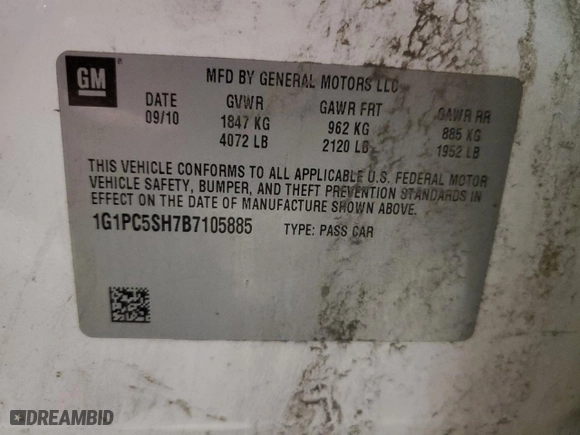 GM
MFD BY GENERAL MOTORS LLC
DATE GVWR GAWR FRT GAWR RR
09/10 1847 KG 962 KG 885 KG
4072 LB 2120 LB 1952 LB
THIS VEHICLE CONFORMS TO ALL APPLICABLE U.S. FEDERAL MOTOR
VEHICLE SAFETY, BUMPER, AND THEFT PREVENTION STANDARDS IN
EFFECT ON THE DATE OF MANUFACTURE SHOWN ABOVE.
1G1PC5SH7B7105885 TYPE: PASS CAR
DREAMBID